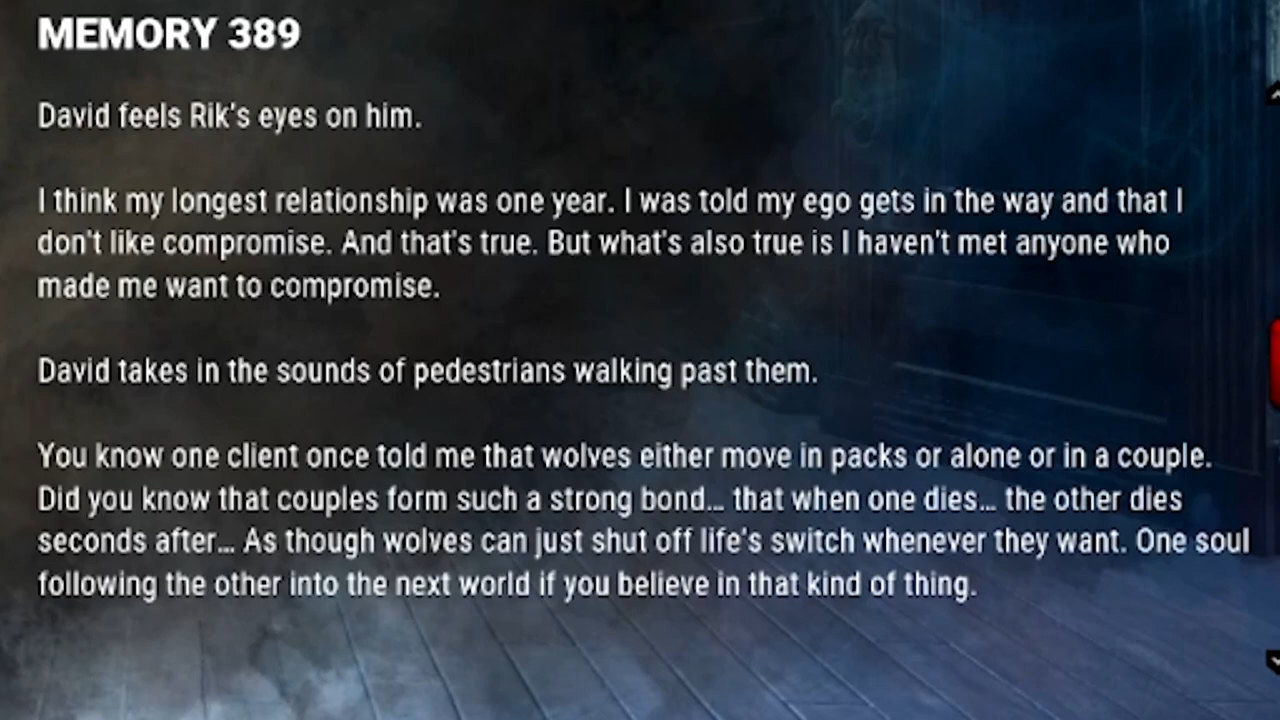 MEMORY 389
David feels Rik's eyes on him.
I think my longest relationship was one year. I was told my ego gets in the way and that I
don't like compromise. And that's true. But what's also true is I haven't met anyone who
made me want to compromise.
David takes in the sounds of pedestrians walking past them.
You know one client once told me that wolves either move in packs or alone or in a couple.
Did you know that couples form such a strong bond... that when one dies... the other dies
seconds after... As though wolves can just shut off life's switch whenever they want. One soul
following the other into the next world if you believe in that kind of thing.